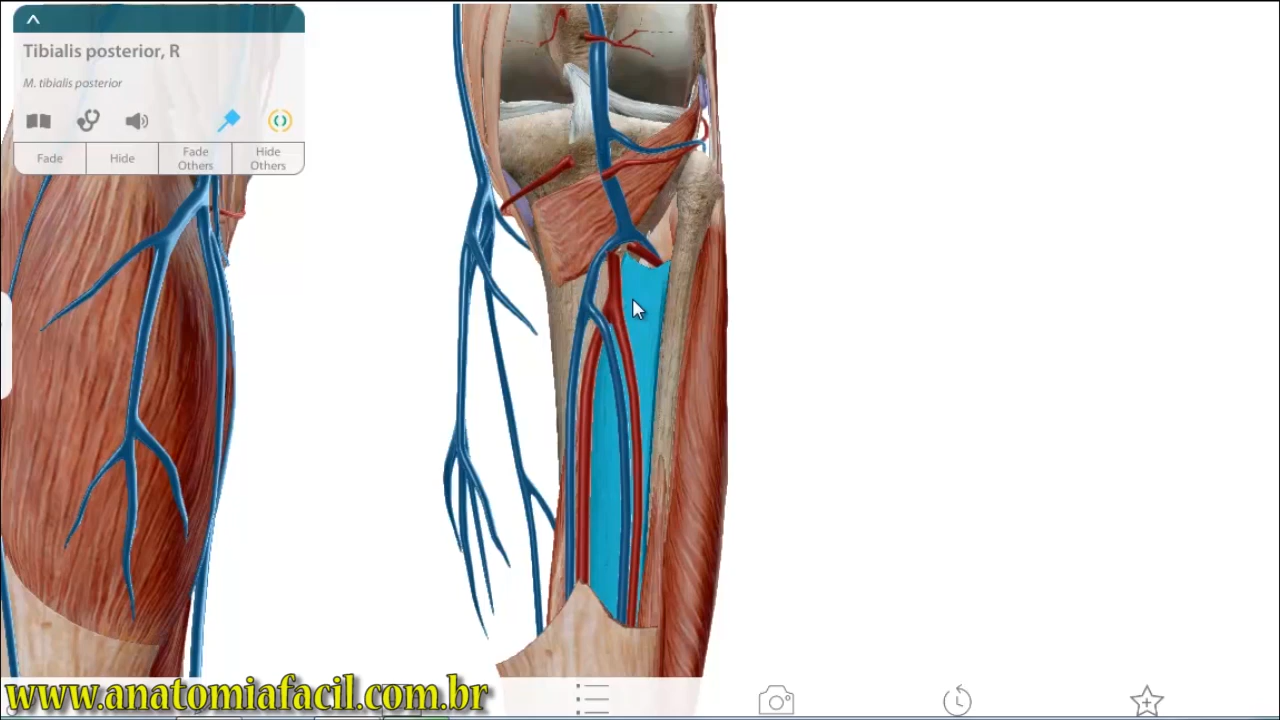 Tibialis posterior, R
M. tibialis posterior
Fade
Hide
Fade
Others
Hide
Others
www.anatomiafacil.com.br